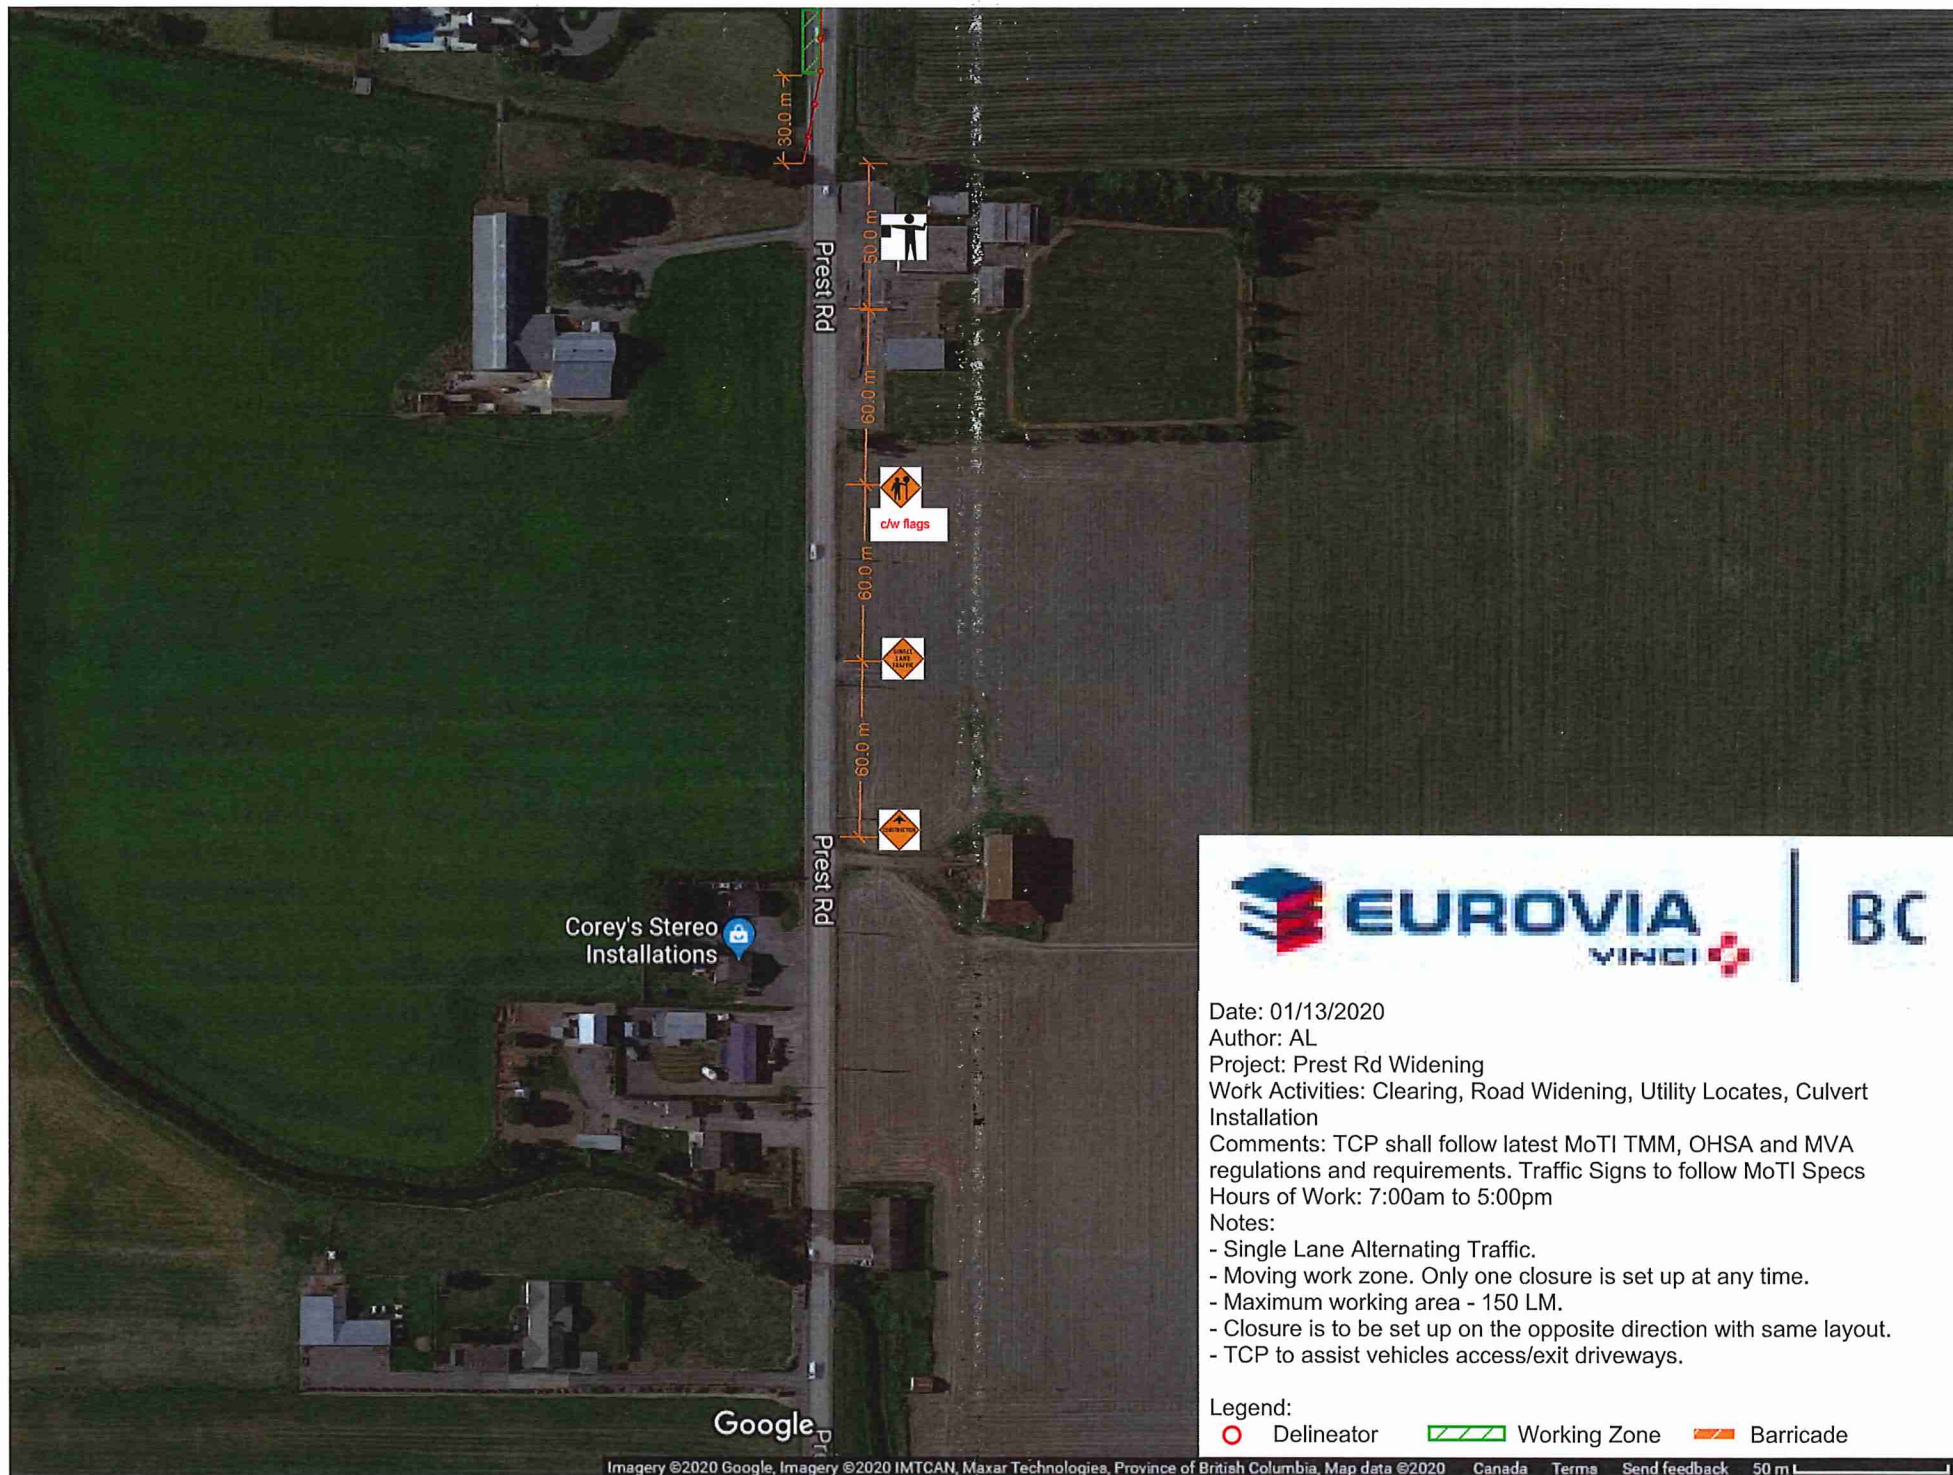 30.0 m
50.0 m
Prest Rd
60.0 m
c/w flags
60.0 m
SINGLE
LANE
TRAFFIC
60.0 m
CONSTRUCTION
Prest Rd
Corey's Stereo
Installations
EUROVIA
VINCI
BC
Date: 01/13/2020
Author: AL
Project: Prest Rd Widening
Work Activities: Clearing, Road Widening, Utility Locates, Culvert
Installation
Comments: TCP shall follow latest MoTI TMM, OHSA and MVA
regulations and requirements. Traffic Signs to follow MoTI Specs
Hours of Work: 7:00am to 5:00pm
Notes:
- Single Lane Alternating Traffic.
- Moving work zone. Only one closure is set up at any time.
- Maximum working area - 150 LM.
- Closure is to be set up on the opposite direction with same layout.
- TCP to assist vehicles access/exit driveways.
Legend:
Delineator Working Zone Barricade
Google
Imagery ©2020 Google, Imagery ©2020 IMTCAN, Maxar Technologies, Province of British Columbia, Map data ©2020 Canada Terms Send feedback 50 m